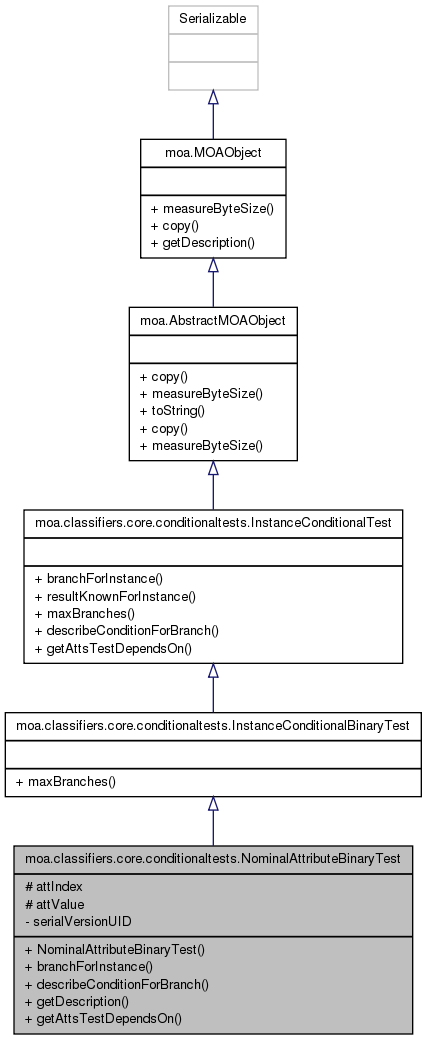 Serializable
moa.MOAObject
+ measureByteSize()
+ copy()
+ getDescription()
moa.AbstractMOAObject
+ copy()
+ measureByteSize()
+ toString()
+ copy()
+ measureByteSize()
moa.classifiers.core.conditionaltests.InstanceConditionalTest
+ branchForInstance()
+ resultKnownForInstance()
+ maxBranches()
+ describeConditionForBranch()
+ getAttsTestDependsOn()
moa.classifiers.core.conditionaltests.InstanceConditionalBinaryTest
+ maxBranches()
moa.classifiers.core.conditionaltests.NominalAttributeBinaryTest
# attIndex
# attValue
- serialVersionUID
+ NominalAttributeBinaryTest()
+ branchForInstance()
+ describeConditionForBranch()
+ getDescription()
+ getAttsTestDependsOn()